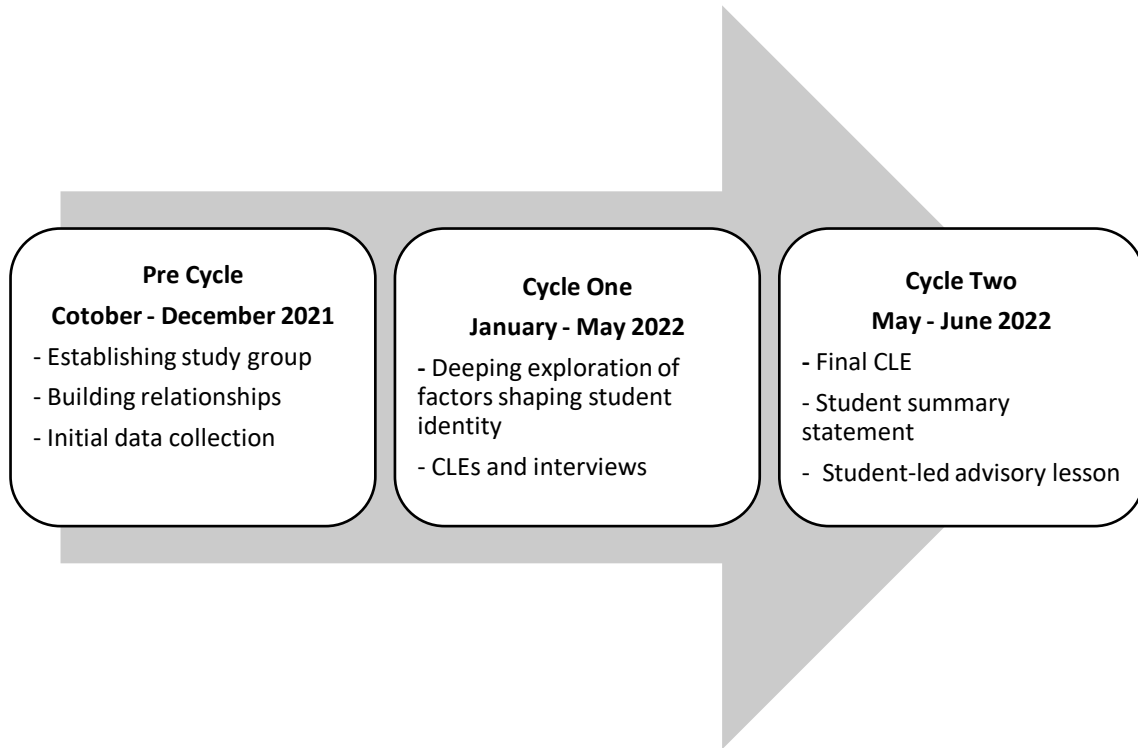 Pre Cycle
Cotober - December 2021
- Establishing study group
- Building relationships
- Initial data collection
Cycle One
January - May 2022
- Deeping exploration of
factors shaping student
identity
- CLEs and interviews
Cycle Two
May - June 2022
- Final CLE
- Student summary
statement
-  Student-led advisory lesson